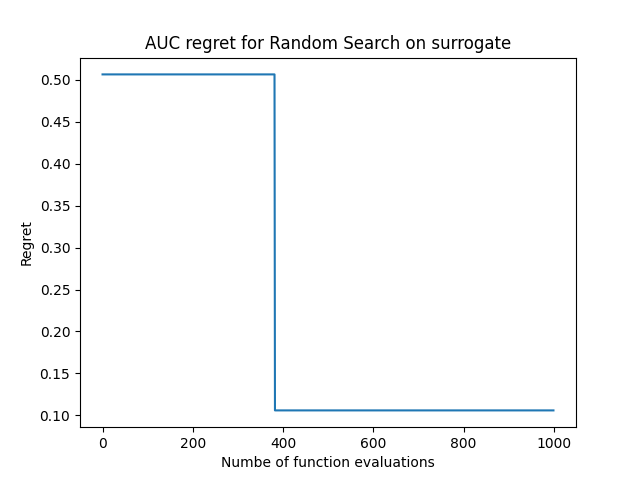 AUC regret for Random Search on surrogate
0.50
0.45
0.40
0.35
0.30
0.25
0.20
0.15
0.10
Regret
0 200 400 600 800 1000
Numbe of function evaluations